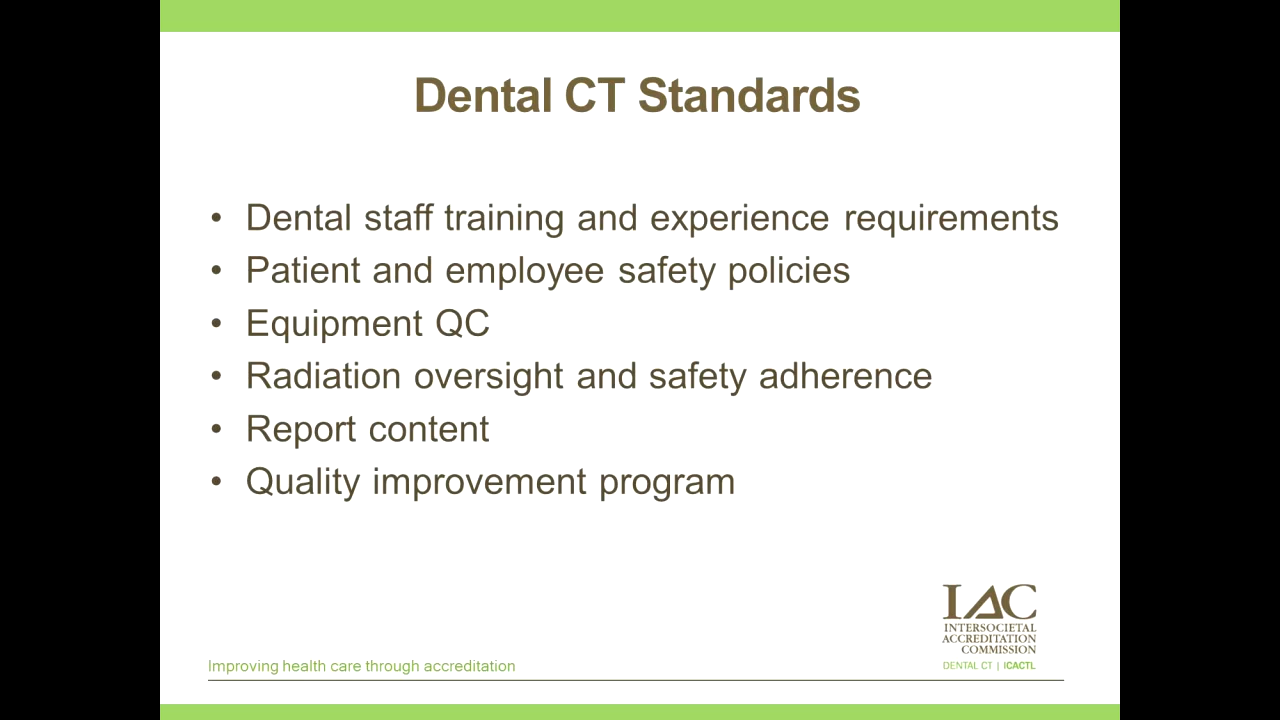 Dental CT Standards
• Dental staff training and experience requirements
• Patient and employee safety policies
• Equipment QC
• Radiation oversight and safety adherence
• Report content
• Quality improvement program
IAC
INTERSOCIETAL
ACCREDITATION
COMMISSION
DENTAL CT | ICACTL
Improving health care through accreditation